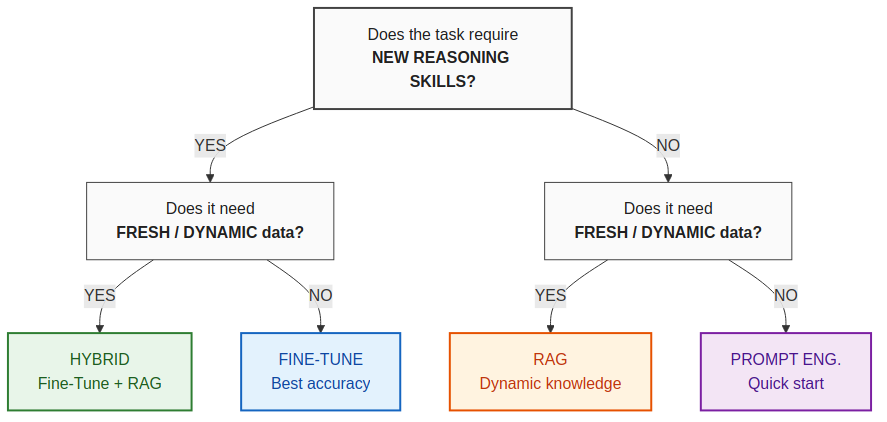 Does the task require
NEW REASONING
SKILLS?
YES
NO
Does it need
FRESH / DYNAMIC data?
Does it need
FRESH / DYNAMIC data?
YES
NO
YES
NO
HYBRID
Fine-Tune + RAG
FINE-TUNE
Best accuracy
RAG
Dynamic knowledge
PROMPT ENG.
Quick start